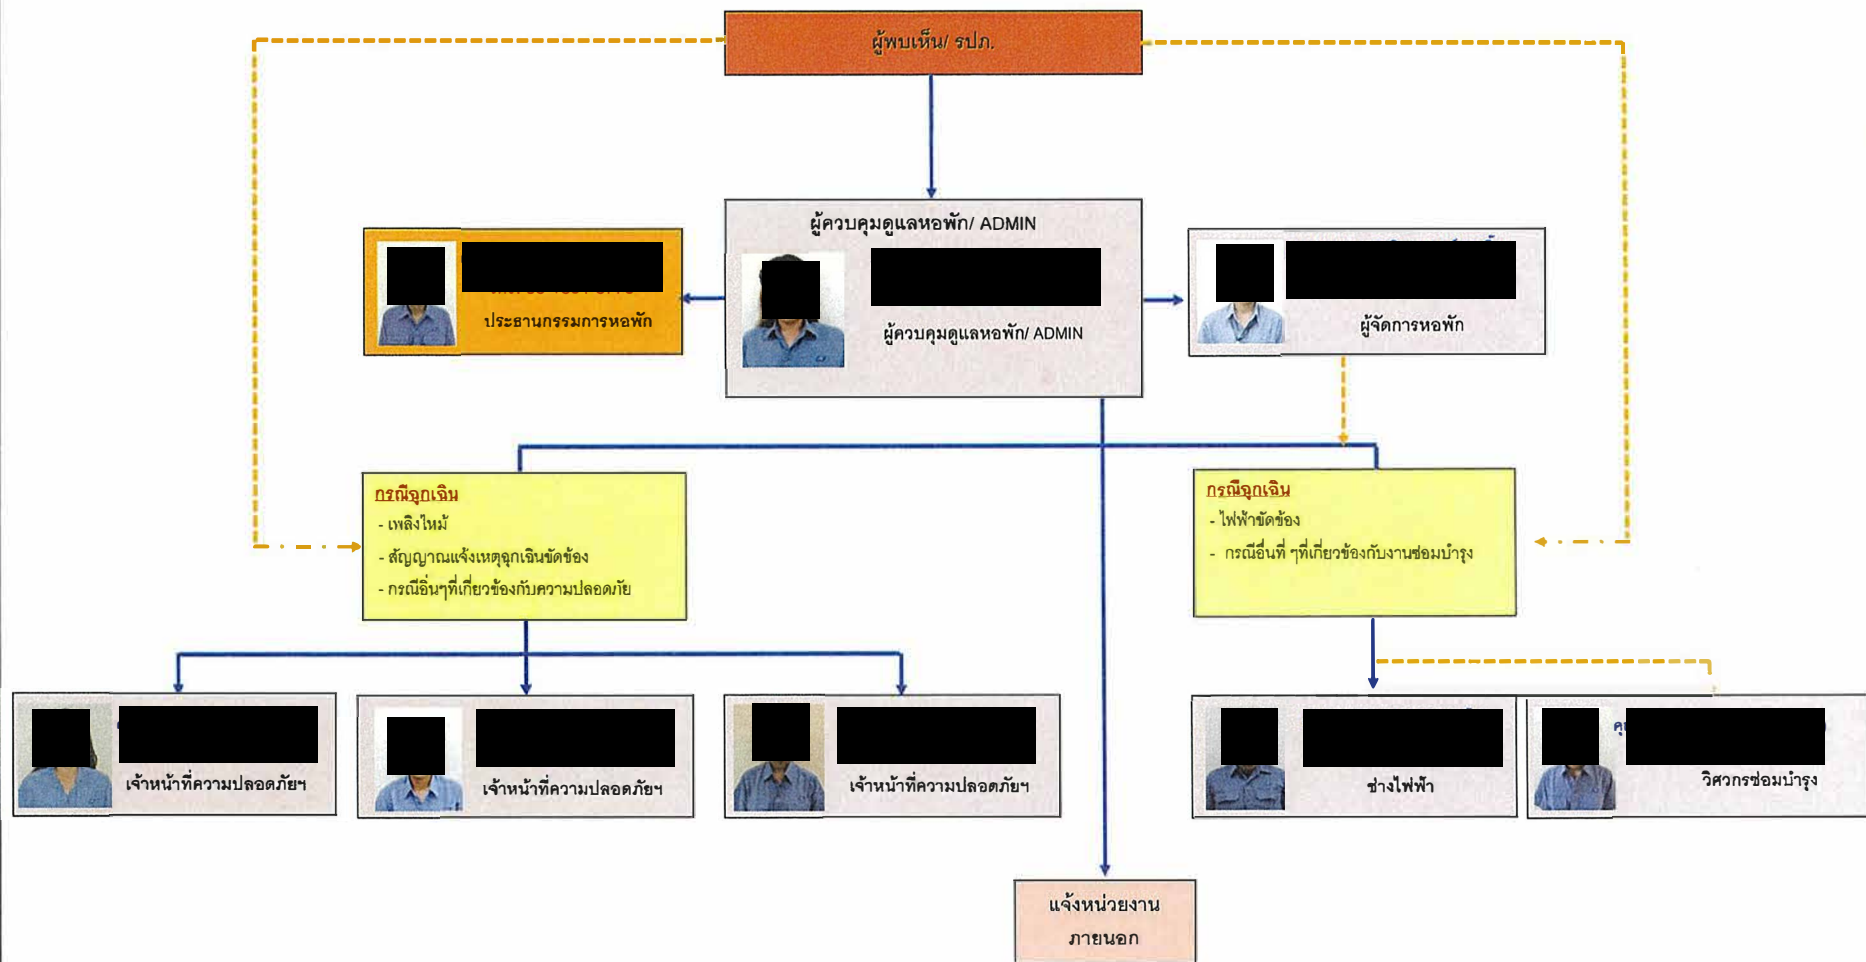 ผู้พบเห็น/ รปภ.
ผู้ควบคุมดูแลหอพัก/ ADMIN
ประธานกรรมการหอพัก
ผู้ควบคุมดูแลหอพัก/ ADMIN
ผู้จัดการหอพัก
กรณีฉุกเฉิน
- เพลิงไหม้
- สัญญาณแจ้งเหตุฉุกเฉินขัดข้อง
- กรณีอื่นๆที่เกี่ยวข้องกับความปลอดภัย
กรณีฉุกเฉิน
- ไฟฟ้าขัดข้อง
- กรณีอื่นที่ ๆที่เกี่ยวข้องกับงานซ่อมบำรุง
เจ้าหน้าที่ความปลอดภัยฯ
เจ้าหน้าที่ความปลอดภัยฯ
เจ้าหน้าที่ความปลอดภัยฯ
ช่างไฟฟ้า
วิศวกรซ่อมบำรุง
แจ้งหน่วยงาน
ภายนอก